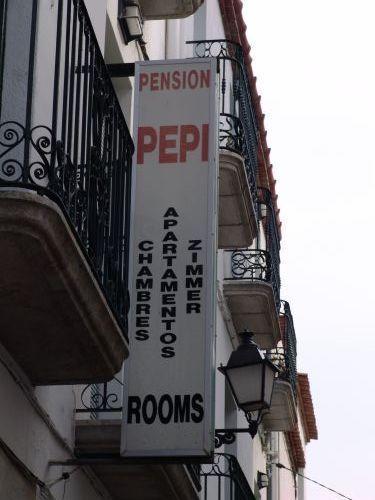 PENSION
PEPI
CHAMBRES
APARTAMENTOS
ZIMMER
ROOMS